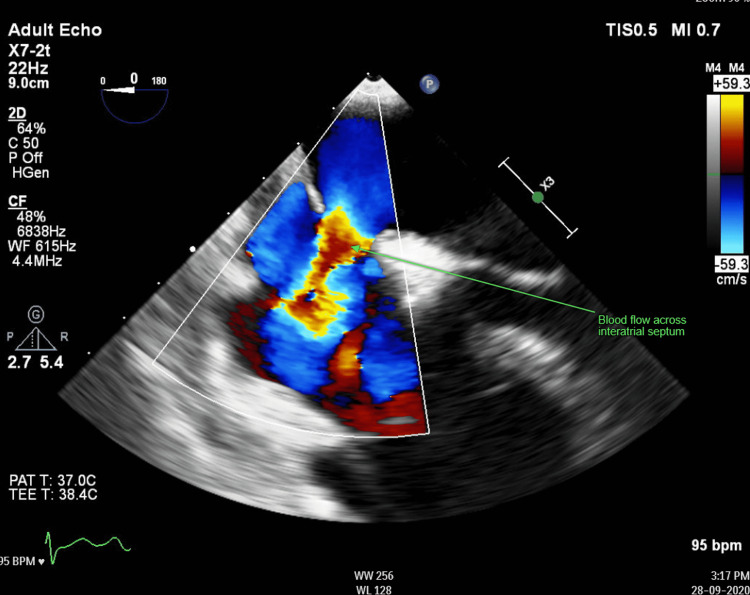 Adult Echo
X7-2t
22Hz
9.0cm
2D
64%
C 50
P Off
HGen
CF
48%
6838Hz
WF 615Hz
4.4MHz
0 0 180
P
TIS0.5 MI 0.7
M4 M4
+59.3
-59.3
cm/s
X3
Blood flow across
interatrial septum
G
P R
2.7 5.4
PAT T: 37.0C
TEE T: 38.4C
95 BPM
95 bpm
WW 256
WL 128
3:17 PM
28-09-2020